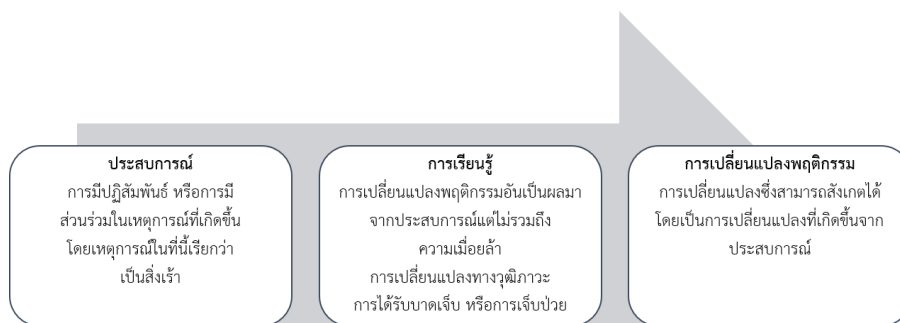 ประสบการณ์
การมีปฏิสัมพันธ์ หรือการมี
ส่วนร่วมในเหตุการณ์ที่เกิดขึ้น
โดยเหตุการณ์ในที่นี้เรียกว่า
เป็นสิ่งเร้า
การเรียนรู้
การเปลี่ยนแปลงพฤติกรรมอันเป็นผลมา
จากประสบการณ์แต่ไม่รวมถึง
ความเมื่อยล้า
การเปลี่ยนแปลงทางวุฒิภาวะ
การได้รับบาดเจ็บ หรือการเจ็บป่วย
การเปลี่ยนแปลงพฤติกรรม
การเปลี่ยนแปลงซึ่งสามารถสังเกตได้
โดยเป็นการเปลี่ยนแปลงที่เกิดขึ้นจาก
ประสบการณ์